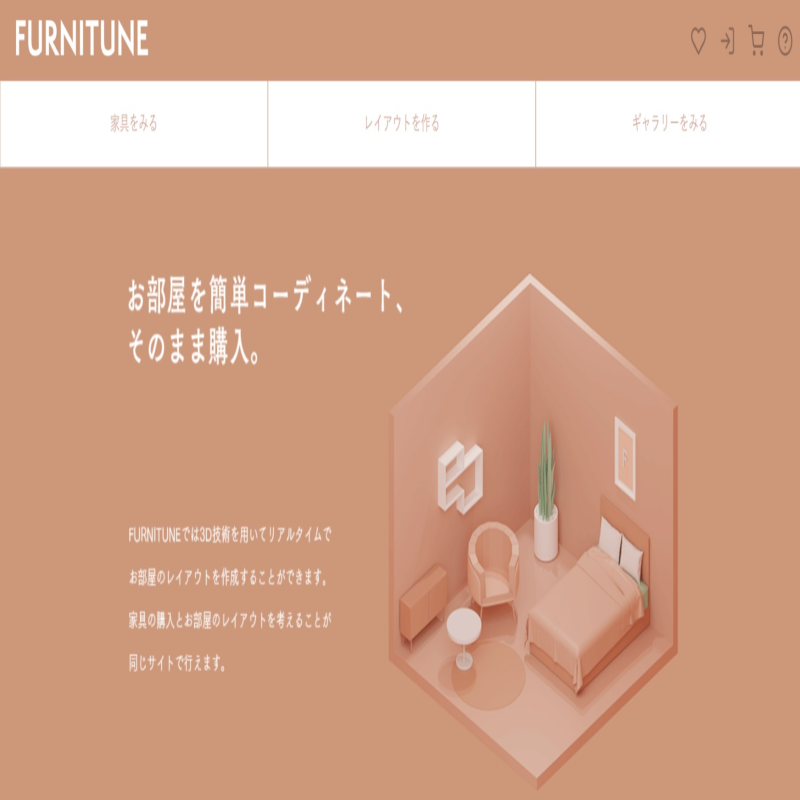 FURNITUNE
家具をみる
レイアウトを作る
ギャラリーをみる
お部屋を簡単コーディネート、
そのまま購入。
FURNITUNEでは3D技術を用いてリアルタイムで
お部屋のレイアウトを作成することができます。
家具の購入とお部屋のレイアウトを考えることが
同じサイトで行えます。